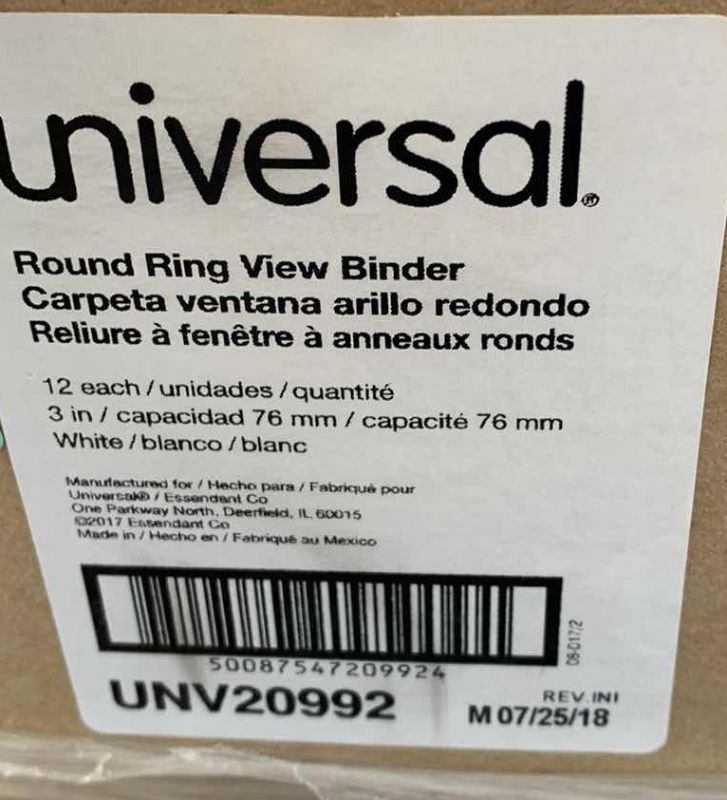 universal®
Round Ring View Binder
Carpeta ventana arillo redondo
Reliure à fenêtre à anneaux ronds
12 each / unidades / quantité
3 in / capacidad 76 mm / capacité 76 mm
White / blanco / blanc
Manufactured for / Hecho para / Fabriqué pour
Universal® / Essendant Co
One Parkway North, Deerfield, IL 60015
©2017 Essendant Co
Made in / Hecho en / Fabriqué au Mexico
50087547209924
08-017/2
UNV20992
REV.INI
M 07/25/18